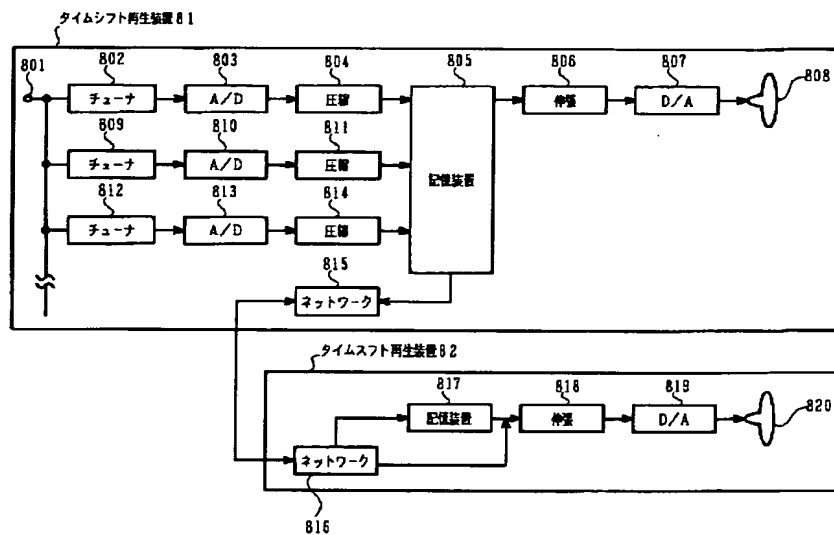 タイムシフト再生装置81
801
802
803
804
805
806
807
808
チューナ
A/D
圧縮
伸張
D/A
809
810
811
チューナ
A/D
圧縮
記憶装置
812
813
814
チューナ
A/D
圧縮
815
ネットワーク
タイムスフト再生装置82
817
818
819
820
記憶装置
伸張
D/A
ネットワーク
816